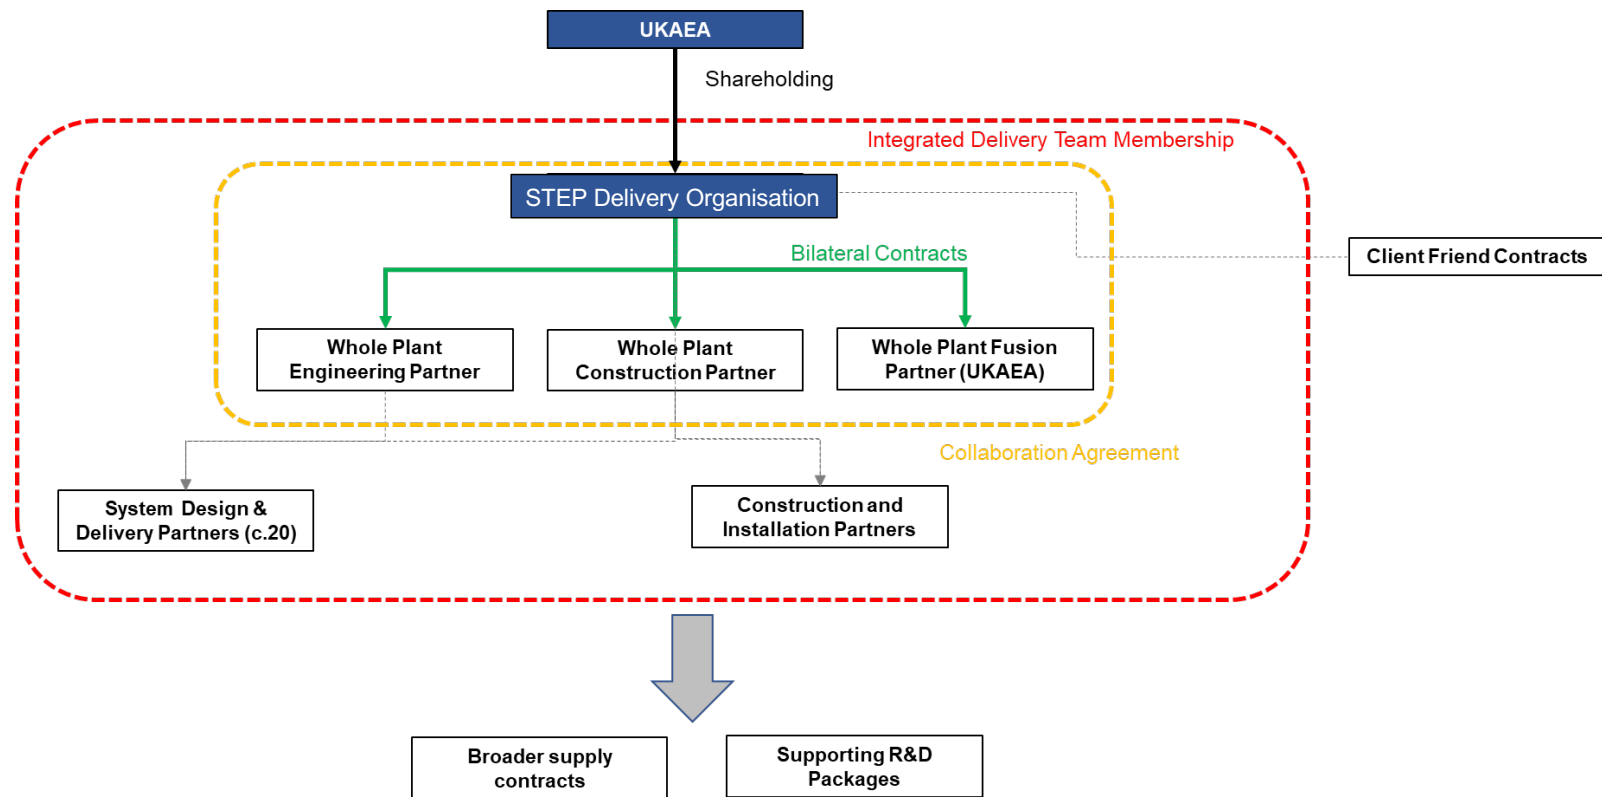 UKAEA
Shareholding
Integrated Delivery Team Membership
STEP Delivery Organisation
Bilateral Contracts
Client Friend Contracts
Whole Plant
Engineering Partner
Whole Plant
Construction Partner
Whole Plant Fusion
Partner (UKAEA)
Collaboration Agreement
System Design &
Delivery Partners (c.20)
Construction and
Installation Partners
Broader supply
contracts
Supporting R&D
Packages